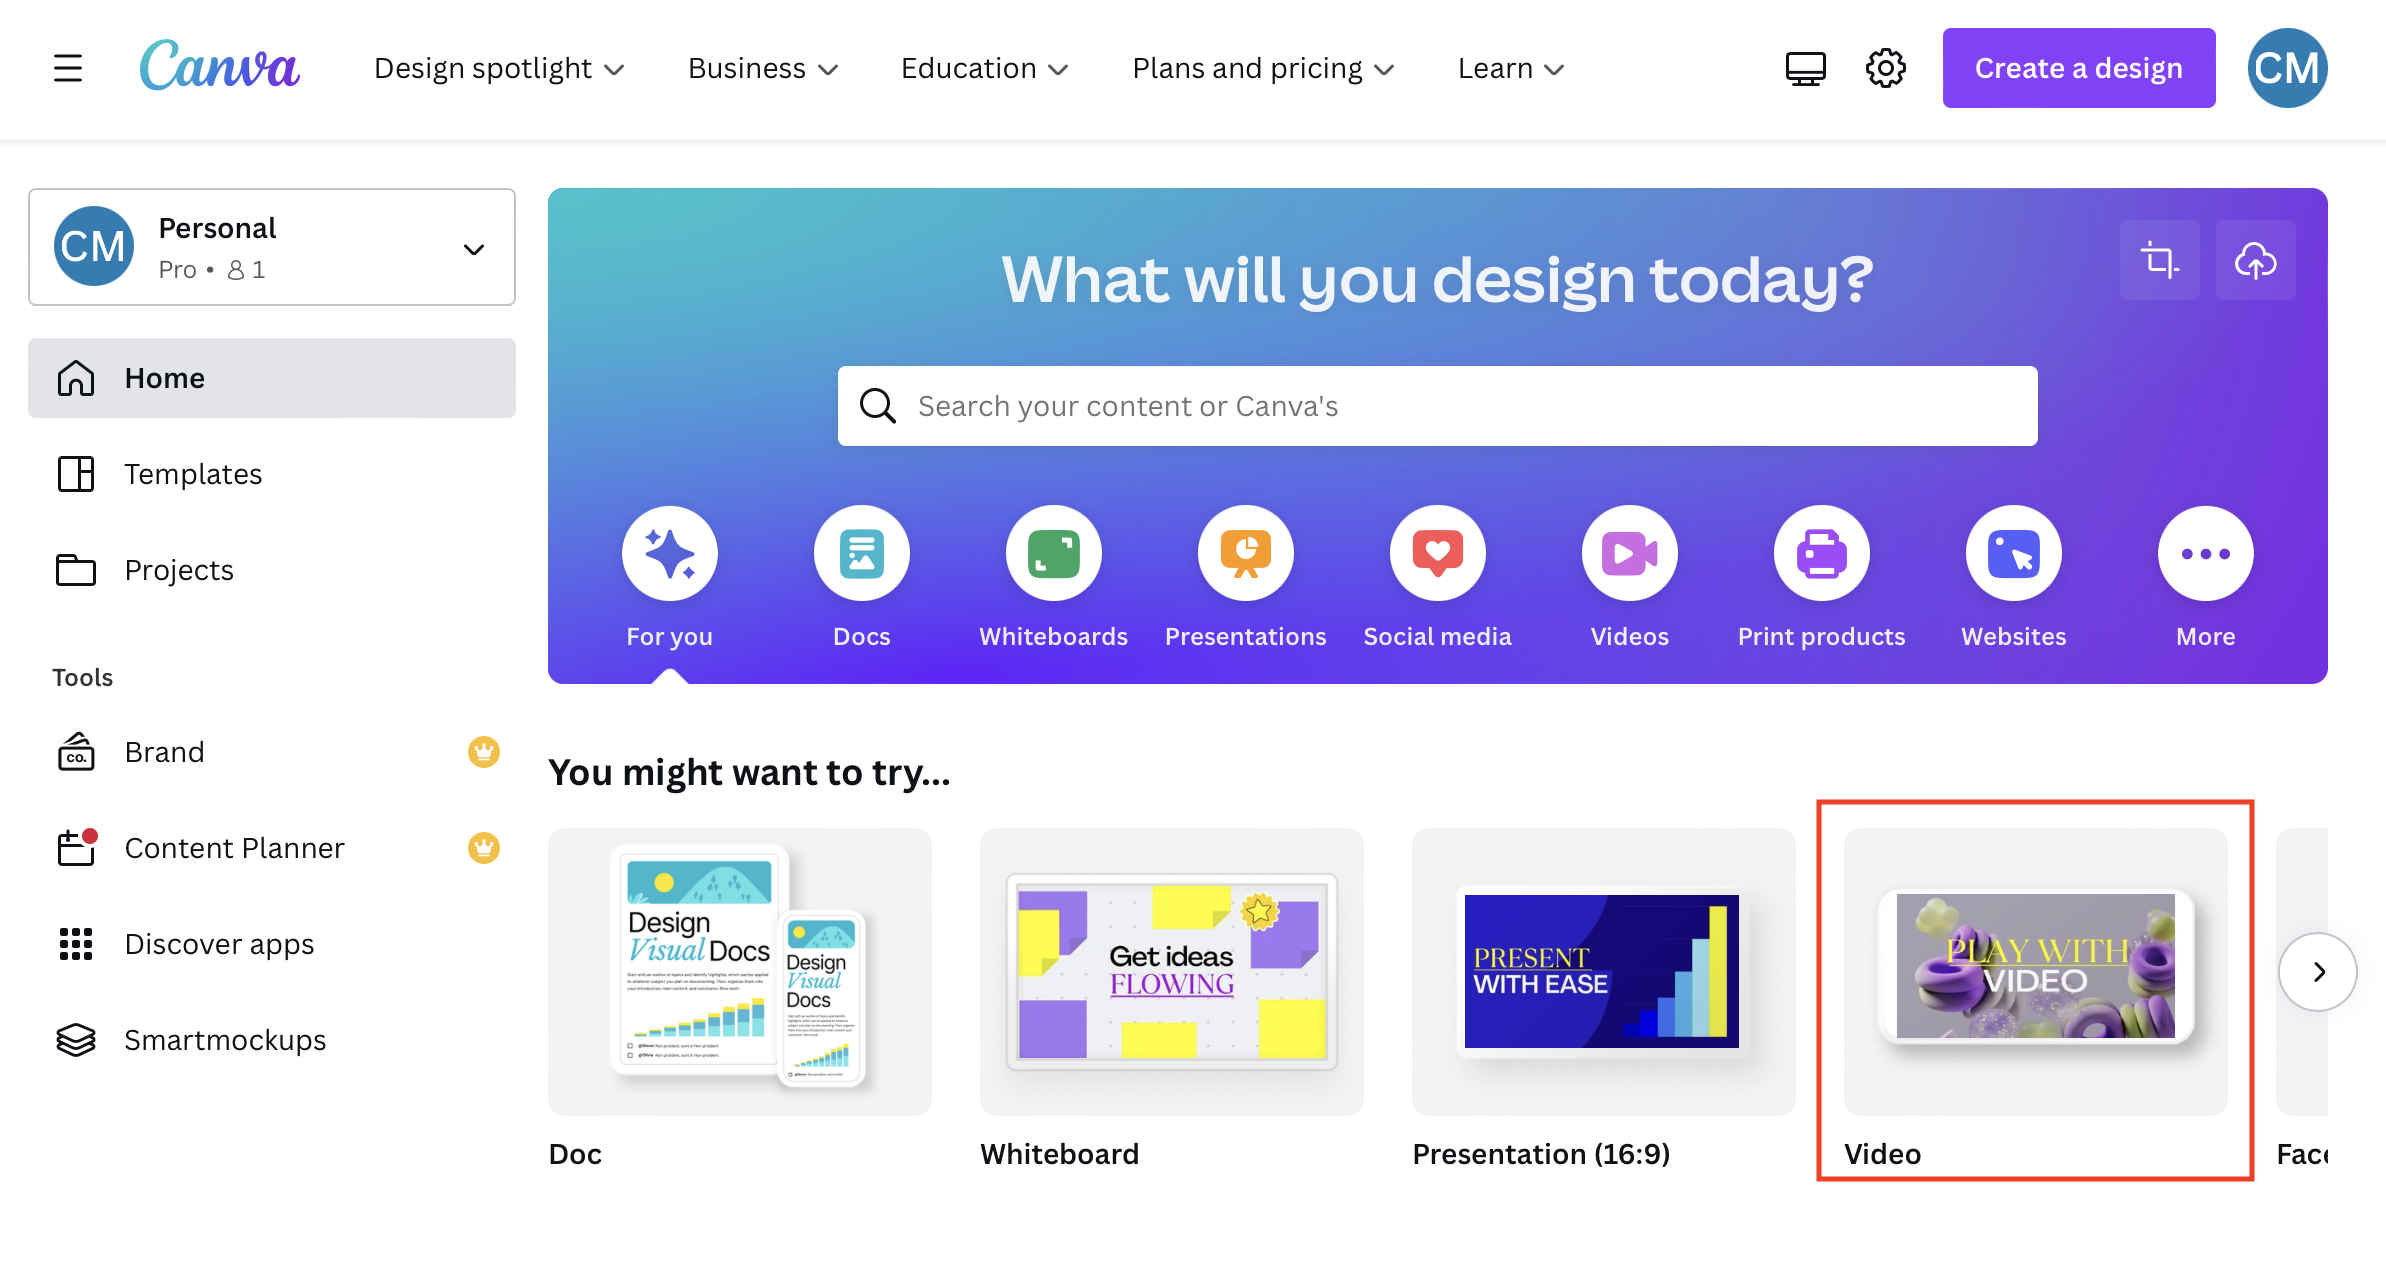 Canva
Design spotlight
Business
Education
Plans and pricing
Learn
Create a design
CM
CM
Personal
Pro • 1
Home
Templates
Projects
Tools
CO.
Brand
Content Planner
Discover apps
Smartmockups
What will you design today?
Search your content or Canva's
For you
Docs
Whiteboards
Presentations
Social media
Videos
Print products
Websites
More
You might want to try...
Design
Visual Docs
Design
Visual
Docs
Doc
Get ideas
FLOWING
Whiteboard
PRESENT
WITH EASE
Presentation (16:9)
PLAY WITH
VIDEO
Video
Face